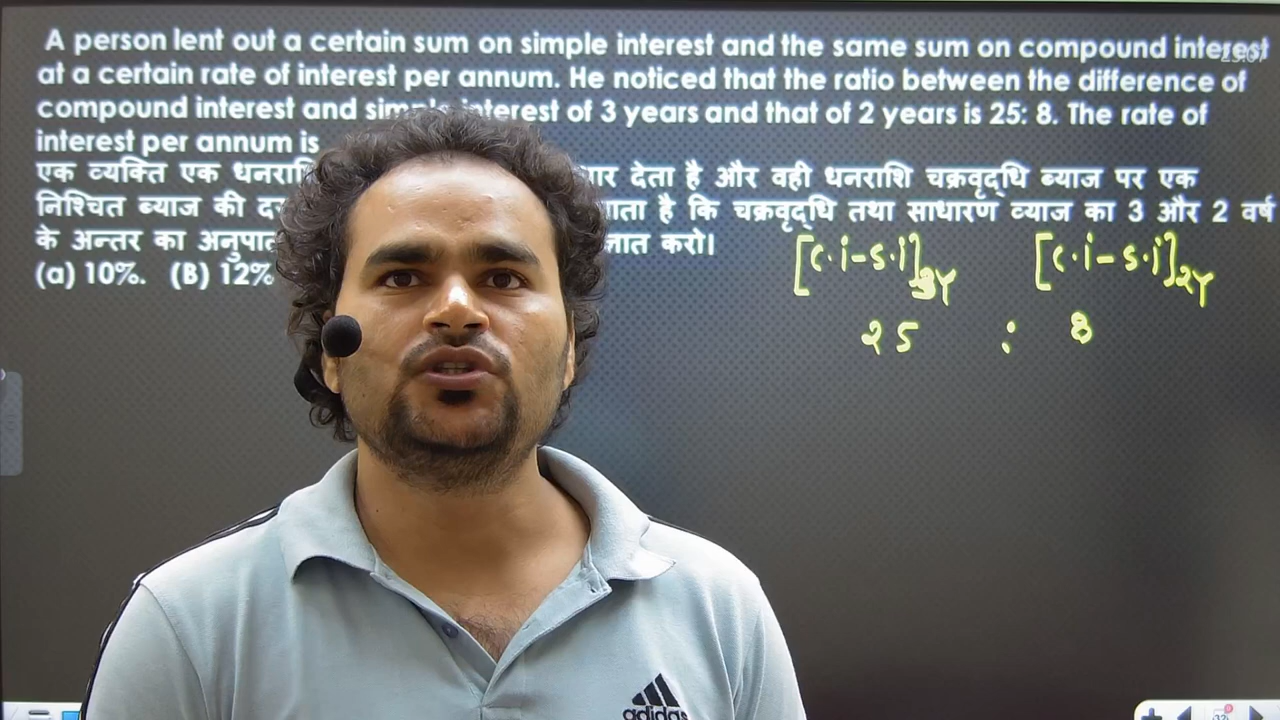 A person lent out a certain sum on simple interest and the same sum on compound interest
at a certain rate of interest per annum. He noticed that the ratio between the difference of
compound interest and simple interest of 3 years and that of 2 years is 25: 8. The rate of
interest per annum is
एक व्यक्ति एक धनराशि देता है और वही धनराशि चक्रवृद्धि ब्याज पर एक
निश्चित ब्याज की है कि चक्रवृद्धि तथा साधारण व्याज का 3 और 2 वर्ष
के अन्तर का अनुपात करो।
(a) 10%. (B) 12%
[c.i-s.i]3Y [c.i-s.i]2Y
25 : 8
adidas